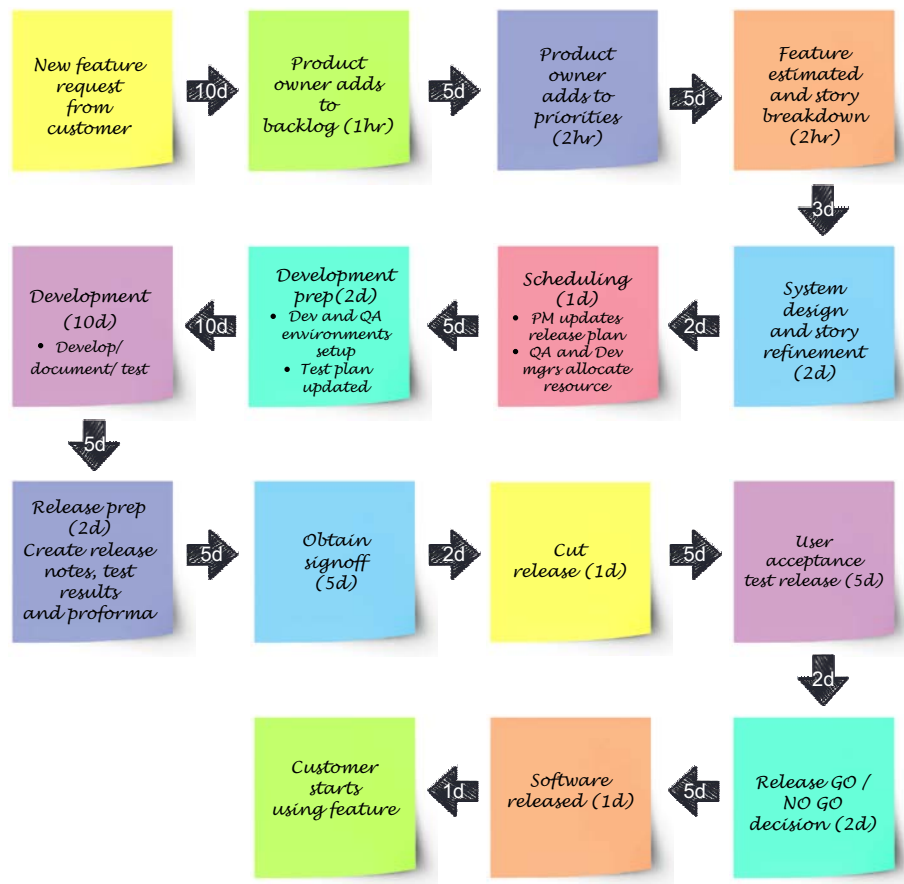 New feature
request
from
customer
10d
Product
owner adds
to
backlog (1hr)
5d
Product
owner
adds to
priorities
(2hr)
5d
Feature
estimated
and story
breakdown
(2hr)
3d
System
design
and story
refinement
(2d)
2d
Scheduling
(1d)
• PM updates
release plan
• QA and Dev
mgrs allocate
resource
5d
Development
prep(2d)
• Dev and QA
environments
setup
• Test plan
updated
10d
Development
(10d)
• Develop/
document/ test
5d
Release prep
(2d)
Create release
notes, test
results
and proforma
5d
Obtain
signoff
(5d)
2d
Cut
release (1d)
5d
User
acceptance
test release (5d)
2d
Release GO /
NO GO
decision (2d)
5d
Software
released (1d)
1d
Customer
starts
using feature